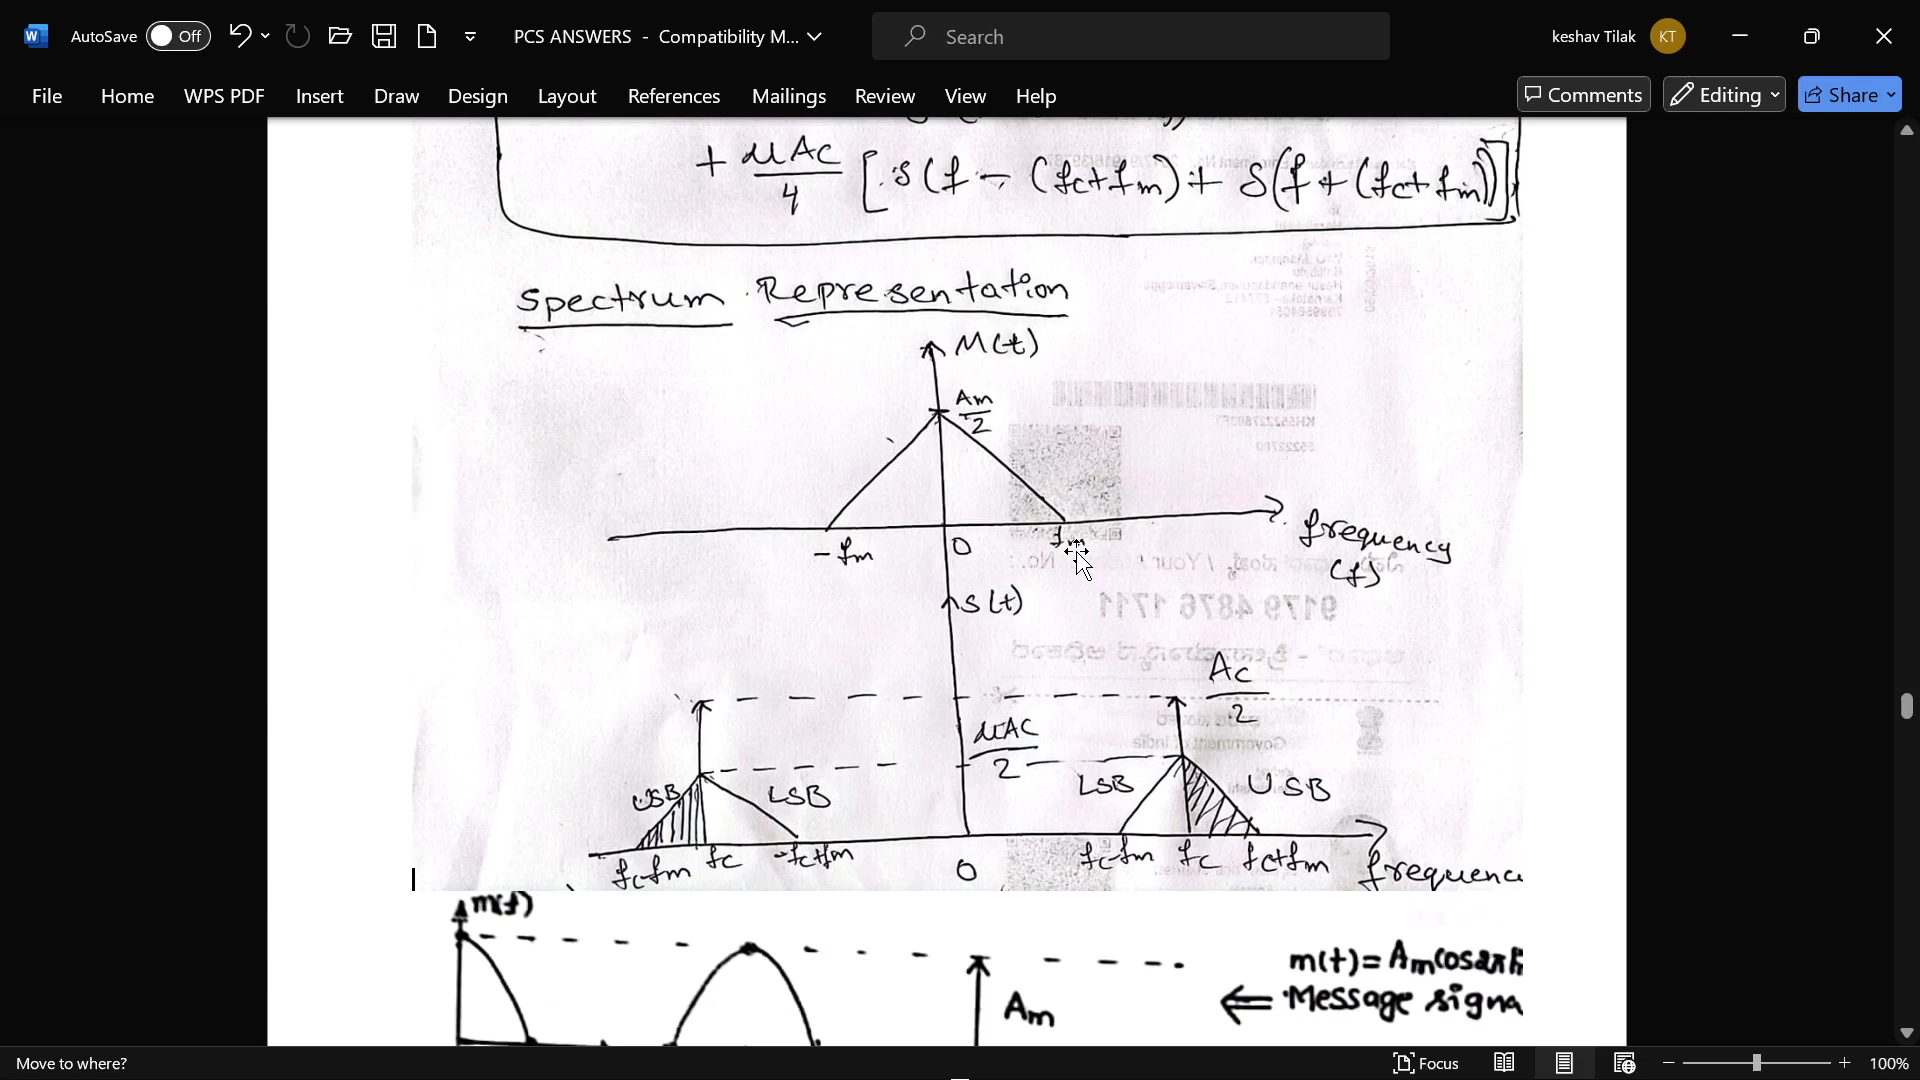 AutoSave Off PCS ANSWERS - Compatibility M... Search keshav Tilak KT
File Home WPS PDF Insert Draw Design Layout References Mailings Review View Help Comments Editing Share
+ μAc/4 [δ(f - (fc+fm)) + δ(f + (fc+fm))]
Spectrum Representation
M(t)
Am/2
-fm 0 fm frequency
(f)
S(t)
Ac/2
μAC/2
USB LSB LSB USB
fc-fm fc -fc+fm 0 fc-fm fc fc+fm frequenc
m(t)
m(t)= Amcos2πf
Am ⇐ Message signa
Move to where? Focus 100%